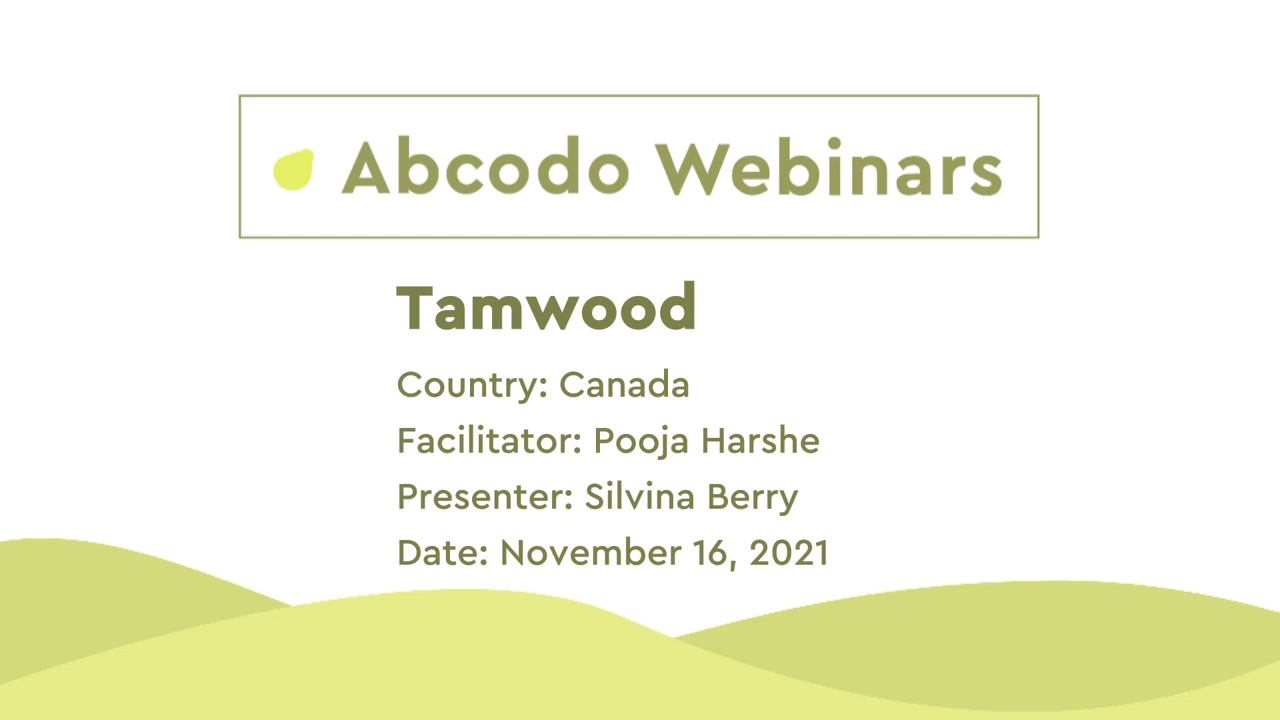 Abcodo Webinars
Tamwood
Country: Canada
Facilitator: Pooja Harshe
Presenter: Silvina Berry
Date: November 16, 2021